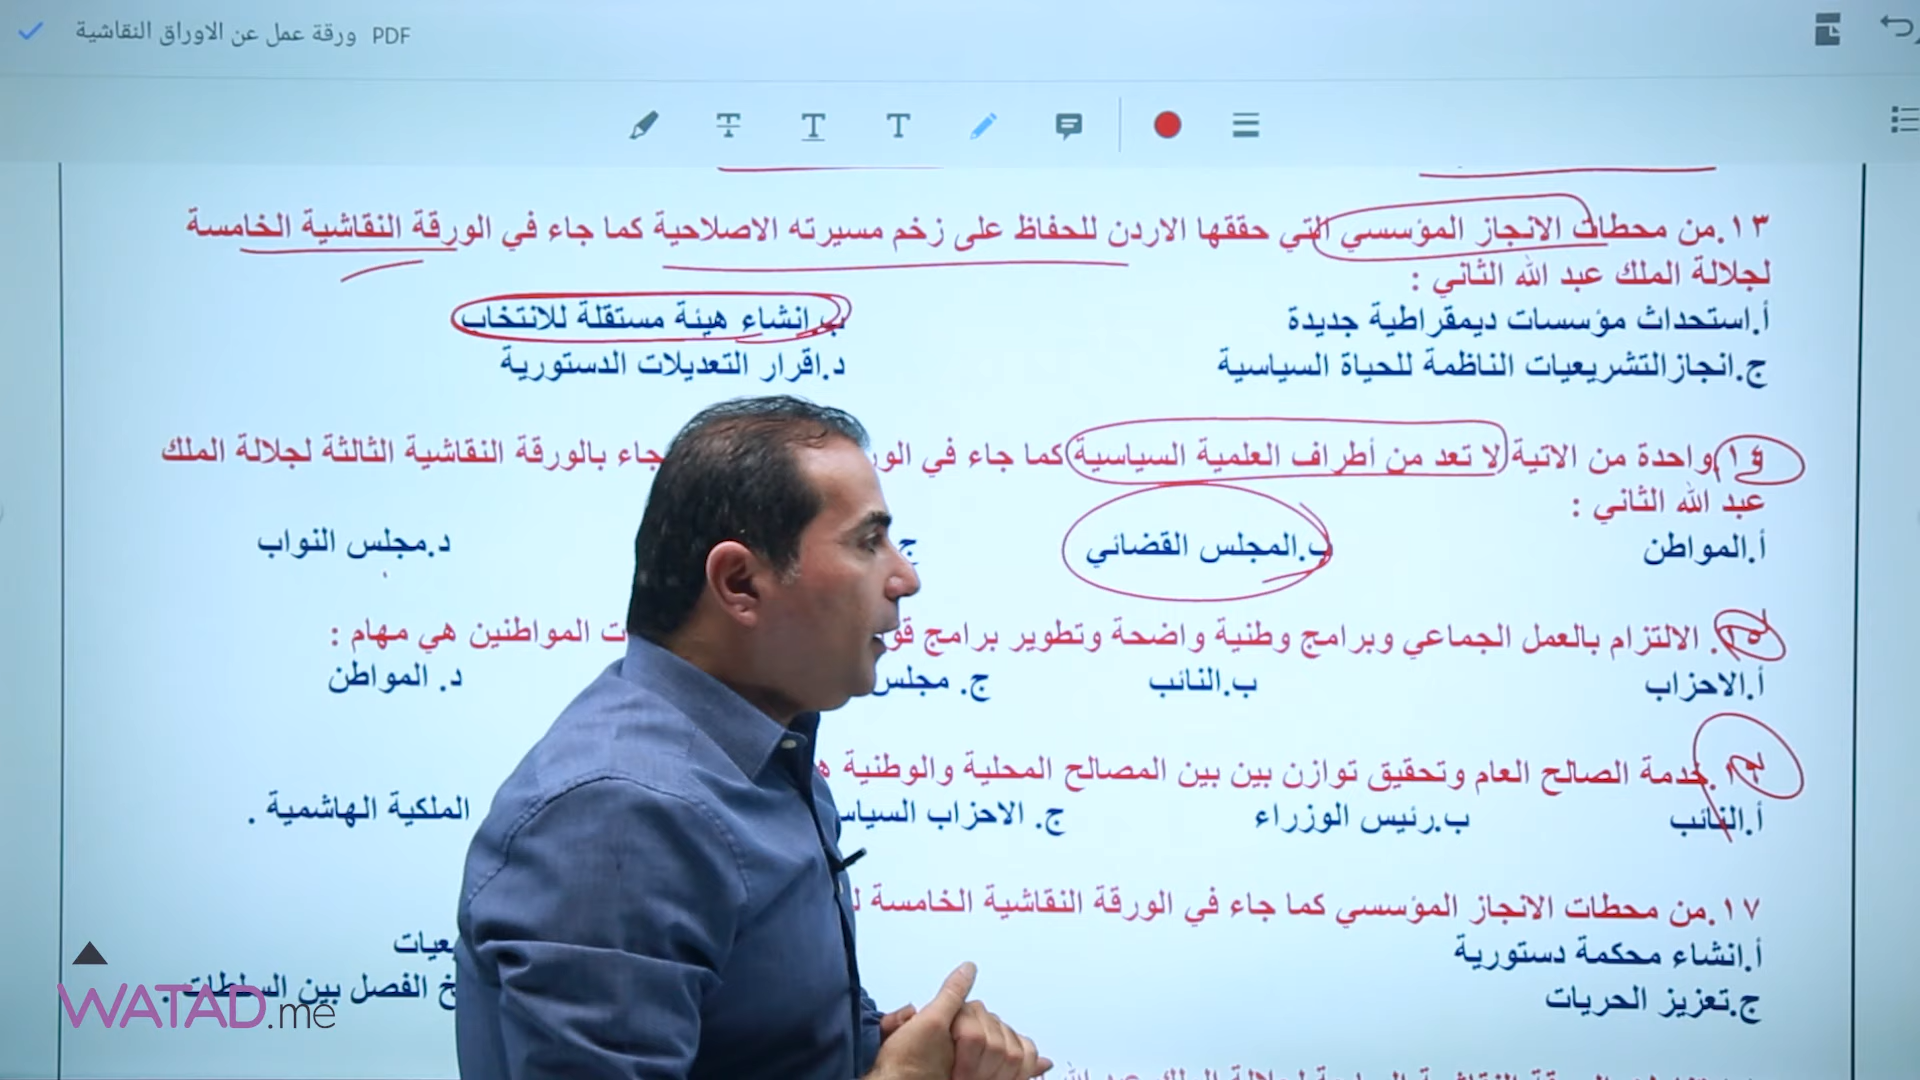 ورقة عمل عن الاوراق النقاشية PDF
١٣.من محطات الانجاز المؤسسي التي حققها الاردن للحفاظ على زخم مسيرته الاصلاحية كما جاء في الورقة النقاشية الخامسة
لجلالة الملك عبد الله الثاني :
أ.استحداث مؤسسات ديمقراطية جديدة ب.انشاء هيئة مستقلة للانتخاب
ج.انجازالتشريعيات الناظمة للحياة السياسية د.اقرار التعديلات الدستورية
١٤.واحدة من الاتية لا تعد من أطراف العلمية السياسية كما جاء في جاء بالورقة النقاشية الثالثة لجلالة الملك
عبد الله الثاني :
أ.المواطن ب.المجلس القضائي ج د.مجلس النواب
١٥. الالتزام بالعمل الجماعي وبرامج وطنية واضحة وتطوير برامج المواطنين هي مهام :
أ.الاحزاب ب.النائب ج. مجلس د. المواطن
.خدمة الصالح العام وتحقيق توازن بين بين المصالح المحلية والوطنية
أ.النائب ب.رئيس الوزراء ج. الاحزاب الملكية الهاشمية .
١٧.من محطات الانجاز المؤسسي كما جاء في الورقة النقاشية الخامسة
أ.انشاء محكمة دستورية
ج.تعزيز الحريات الفصل بين السلطات .
WATAD.me